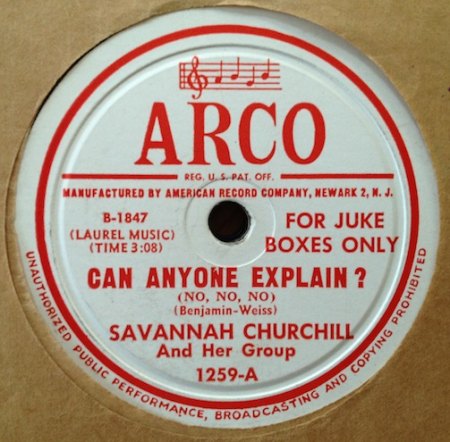 ARCO
REG. U. S. PAT. OFF.
MANUFACTURED BY AMERICAN RECORD COMPANY, NEWARK 2, N. J.
B-1847
(LAUREL MUSIC)
(TIME 3:08)
FOR JUKE
BOXES ONLY
CAN ANYONE EXPLAIN?
(NO, NO, NO)
(Benjamin-Weiss)
SAVANNAH CHURCHILL
And Her Group
1259-A
UNAUTHORIZED PUBLIC PERFORMANCE, BROADCASTING AND COPYING PROHIBITED